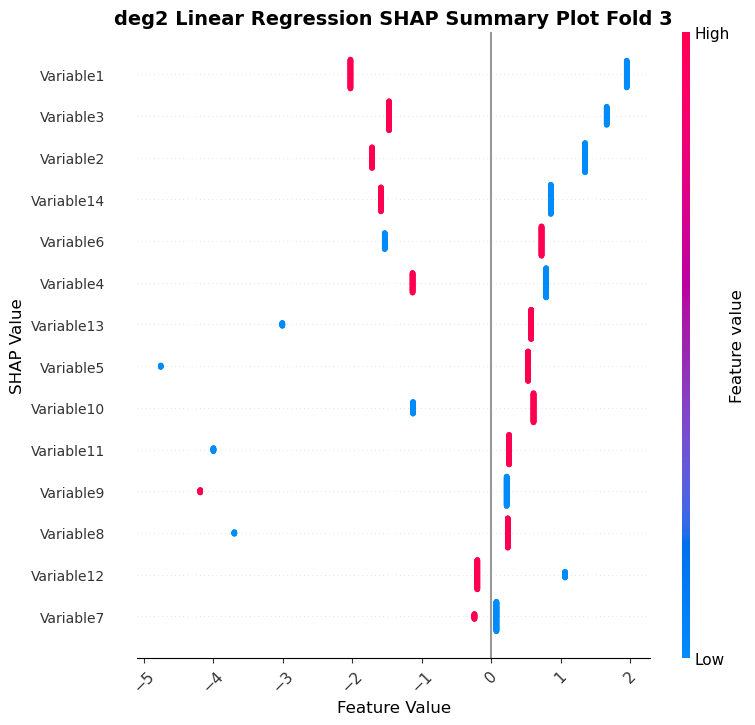 deg2 Linear Regression SHAP Summary Plot Fold 3
High
Variable1
Variable3
Variable2
Variable14
Variable6
Variable4
Variable13
Variable5
Variable10
Variable11
Variable9
Variable8
Variable12
Variable7
SHAP Value
Feature value
Low
−5
−4
−3
−2
−1
0
1
2
Feature Value